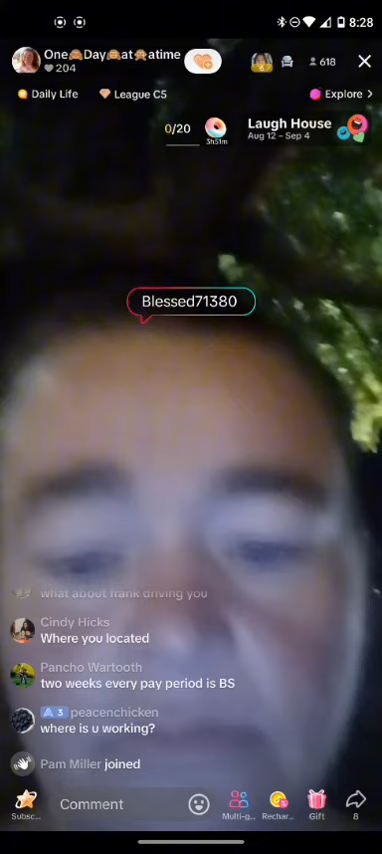 8:28
One🙈Day🙈at🙈atime
204
618
Daily Life
League C5
Explore >
0/20
3h51m
Laugh House
Aug 12 – Sep 4
Blessed71380
what about frank driving you
Cindy Hicks
Where you located
Pancho Wartooth
two weeks every pay period is BS
A 3 peacenchicken
where is u working?
Pam Miller joined
Comment
Subsc...
Multi-g...
Rechar...
Gift
8